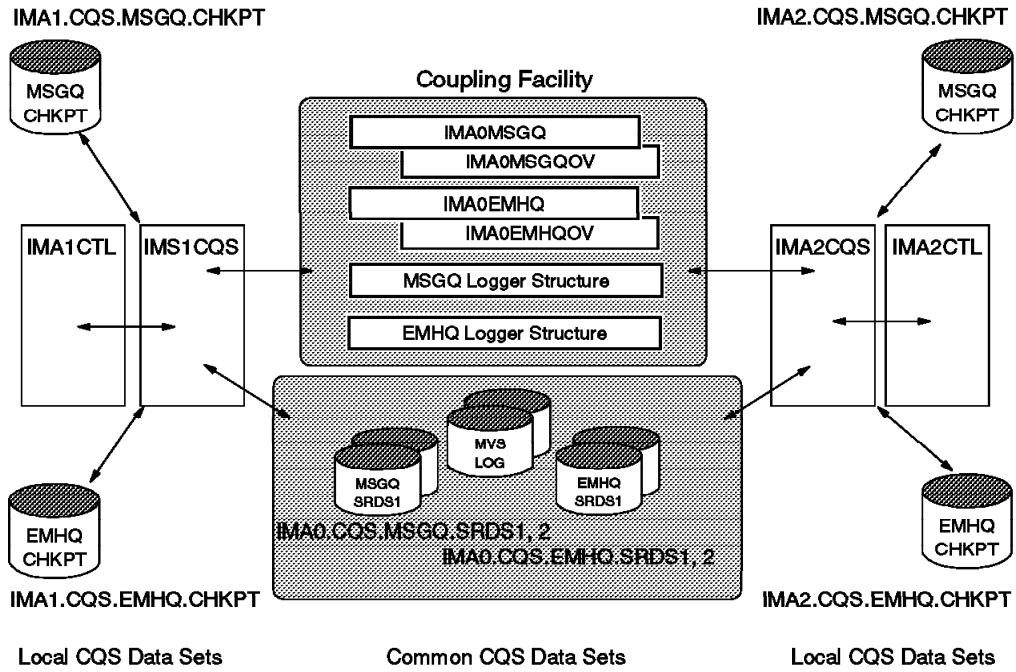 IMA1.CQS.MSGQ.CHKPT
IMA2.CQS.MSGQ.CHKPT
MSGQ
CHKPT
Coupling Facility
MSGQ
CHKPT
IMA0MSGQ
IMA0MSGQOV
IMA0EMHQ
IMA0EMHQOV
MSGQ Logger Structure
EMHQ Logger Structure
IMA1CTL
IMS1CQS
IMA2CQS
IMA2CTL
MVS
LOG
MSGQ
SRDS1
EMHQ
SRDS1
IMA0.CQS.MSGQ.SRDS1, 2
IMA0.CQS.EMHQ.SRDS1, 2
EMHQ
CHKPT
EMHQ
CHKPT
IMA1.CQS.EMHQ.CHKPT
IMA2.CQS.EMHQ.CHKPT
Local CQS Data Sets
Common CQS Data Sets
Local CQS Data Sets